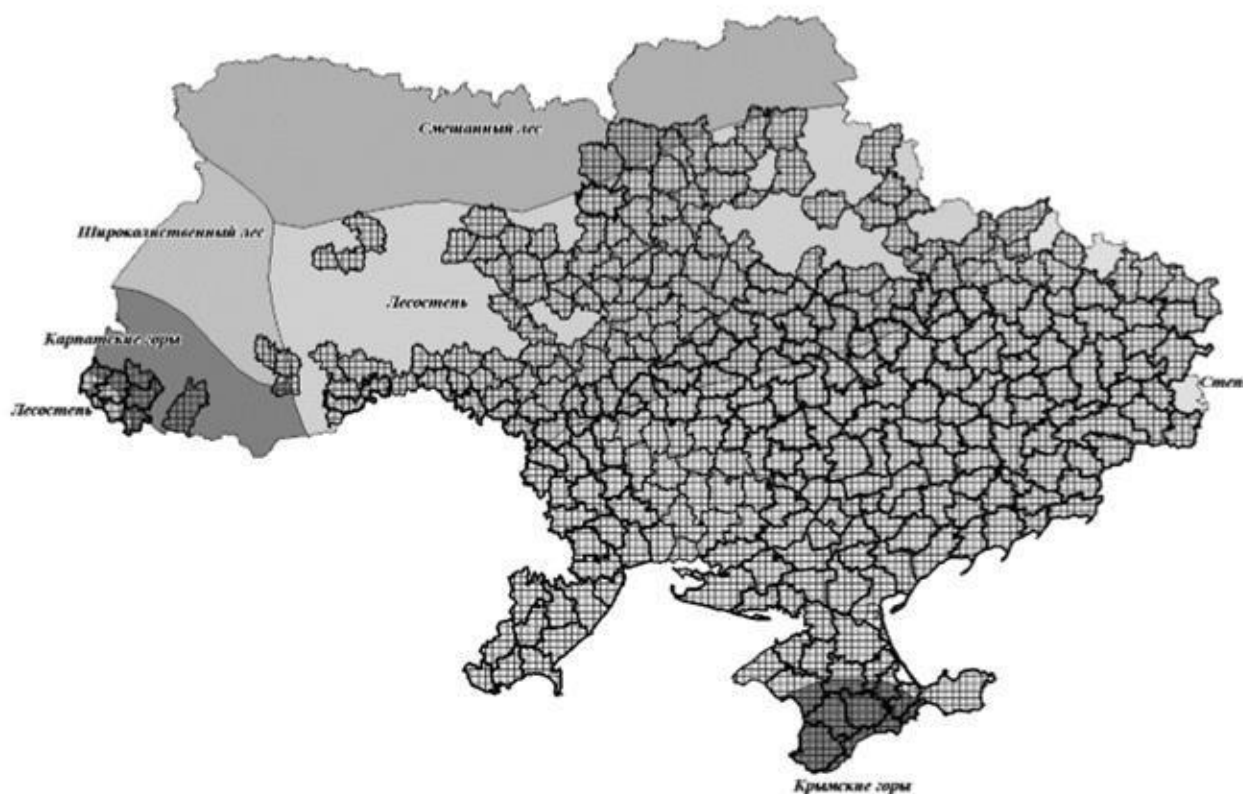 Смешанный лес
Широколиственный лес
Лесостепь
Карпатские горы
Лесостепь
Степ
Крымские горы